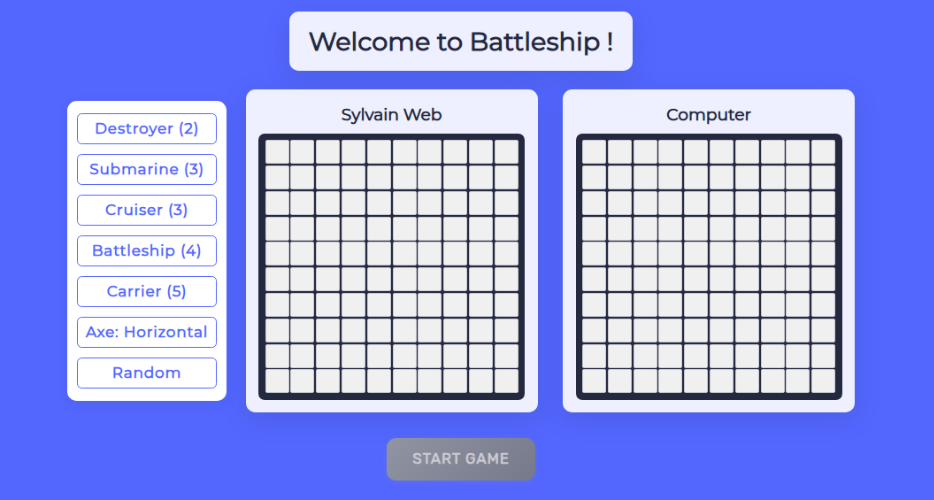 Welcome to Battleship !
Destroyer (2)
Submarine (3)
Cruiser (3)
Battleship (4)
Carrier (5)
Axe: Horizontal
Random
Sylvain Web
Computer
START GAME